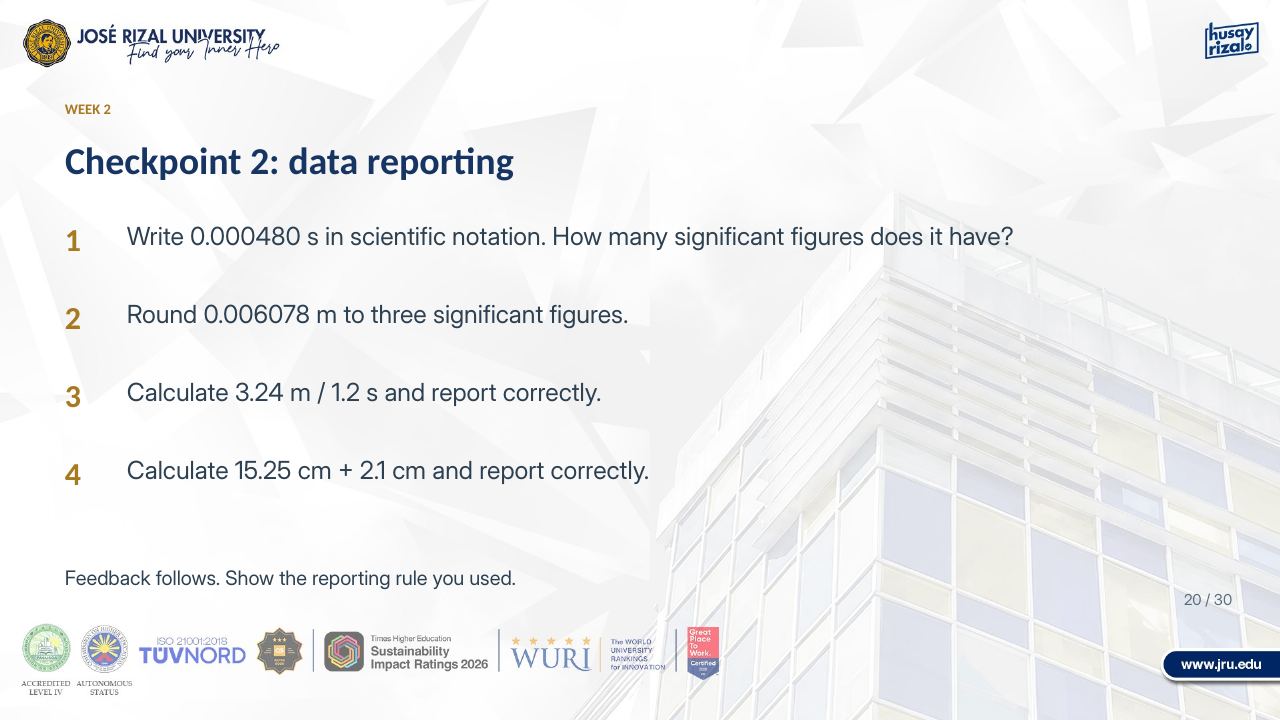 JOSÉ RIZAL UNIVERSITY
Find your Inner Hero
husay
rizal
WEEK 2
Checkpoint 2: data reporting
1 Write 0.000480 s in scientific notation. How many significant figures does it have?
2 Round 0.006078 m to three significant figures.
3 Calculate 3.24 m / 1.2 s and report correctly.
4 Calculate 15.25 cm + 2.1 cm and report correctly.
Feedback follows. Show the reporting rule you used.
20 / 30
ACCREDITED
LEVEL IV
AUTONOMOUS
STATUS
ISO 21001:2018
TÜVNORD
Times Higher Education
Sustainability
Impact Ratings 2026
WURI
The WORLD
UNIVERSITY
RANKINGS
for INNOVATION
Great
Place
To
Work.
Certified
www.jru.edu